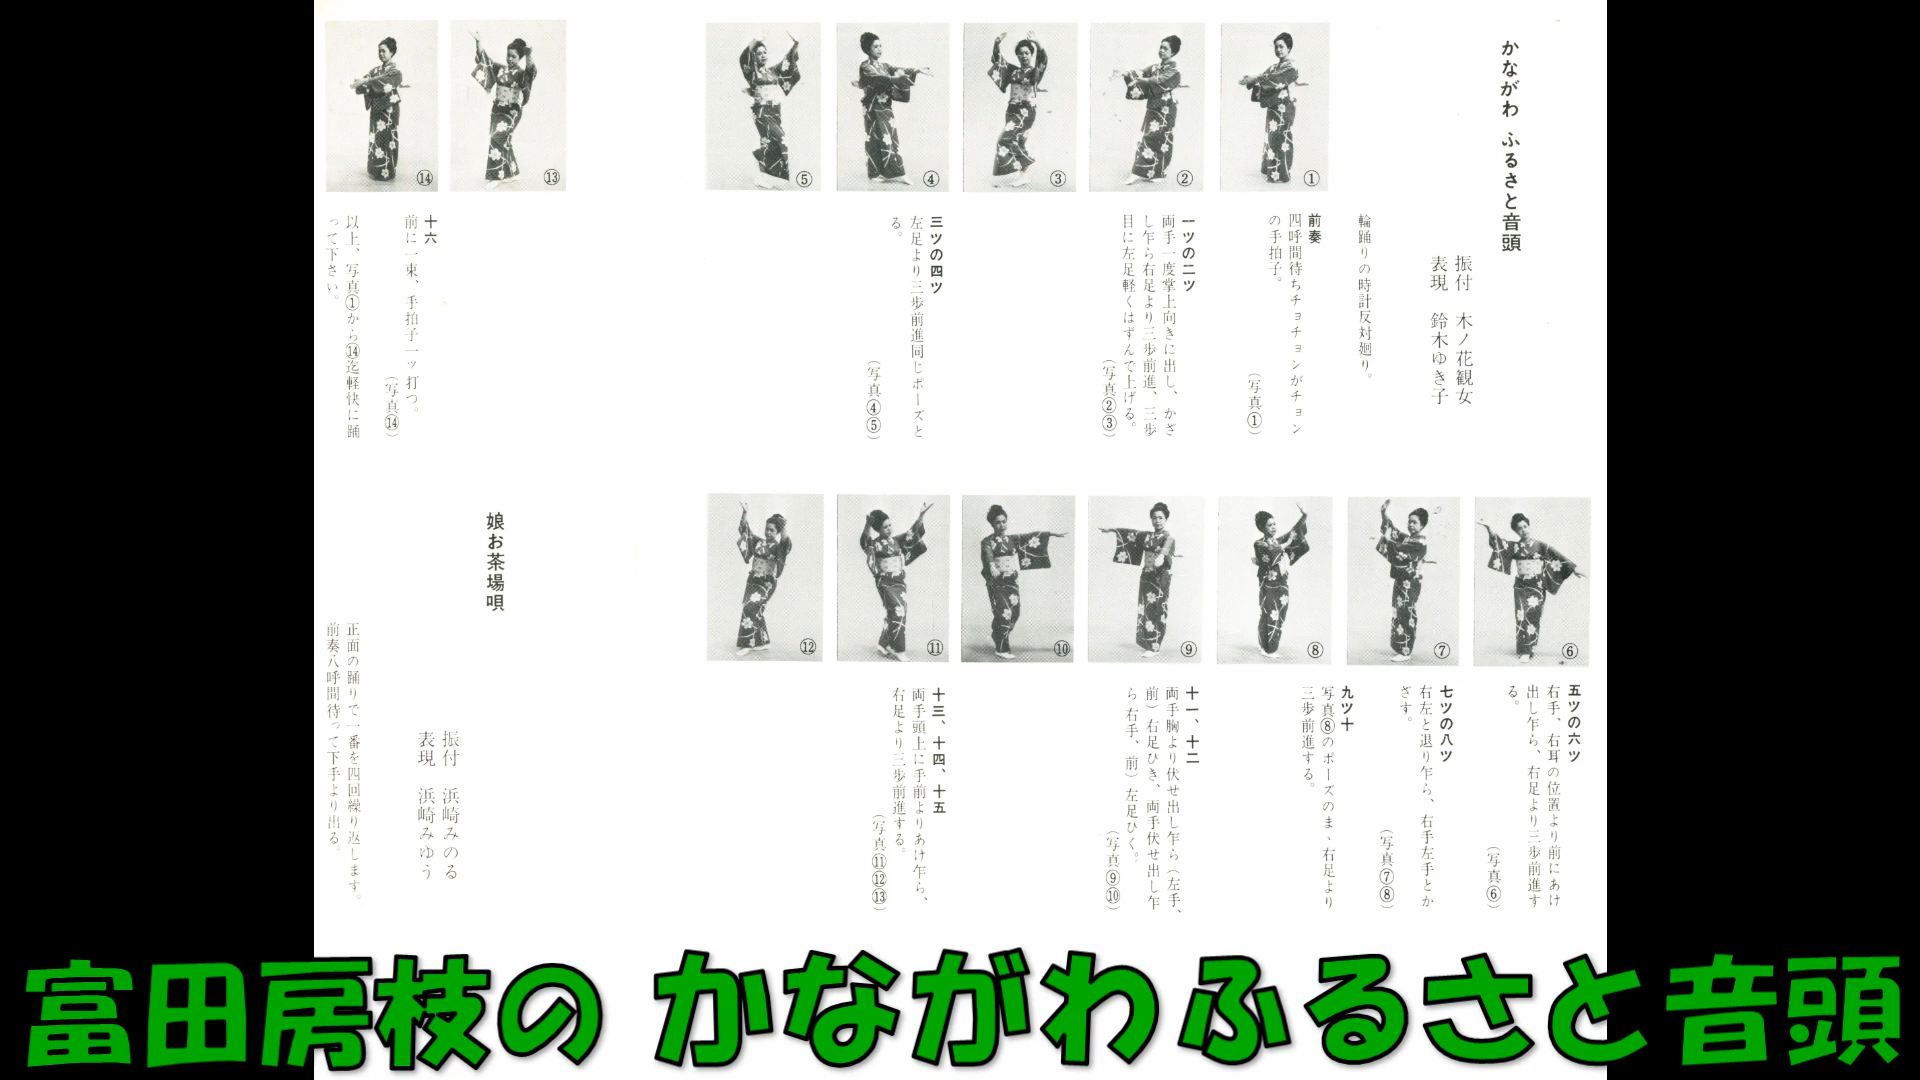 かながわ ふるさと音頭
振付　木ノ花観女
表現　鈴木ゆき子
輪踊りの時計反対廻り。
前奏
四呼間待ちチョチョンがチョン
の手拍子。
（写真①）
一ツの二ツ
両手一度掌上向きに出し、かざ
し乍ら右足より三歩前進、三歩
目に左足軽くはずんで上げる。
（写真②③）
三ツの四ツ
左足より三歩前進同じポーズと
る。
（写真④⑤）
①
②
③
④
⑤
五ツの六ツ
右手、右耳の位置より前にあけ
出し乍ら、右足より三歩前進す
る。
（写真⑥）
七ツの八ツ
右左と退り乍ら、右手左手とか
ざす。
（写真⑦⑧）
九ツ十
写真⑧のポーズのまヽ右足より
三歩前進する。
十一、十二
両手胸より伏せ出し乍ら（左手、
前）右足ひき、両手伏せ出し乍
ら右手、前）左足ひく。
（写真⑨⑩）
十三、十四、十五
両手頭上に手前よりあけ乍ら、
右足より三歩前進する。
（写真⑪⑫⑬）
⑥
⑦
⑧
⑨
⑩
⑪
⑫
⑬
⑭
十六
前に一束、手拍子一ッ打つ。
（写真⑭）
以上、写真①から⑭迄軽快に踊
って下さい。
娘お茶場唄
振付　浜崎みのる
表現　浜崎みゆう
正面の踊りで一番を四回繰り返します。
前奏八呼間待って下手より出る。
富田房枝の かながわふるさと音頭